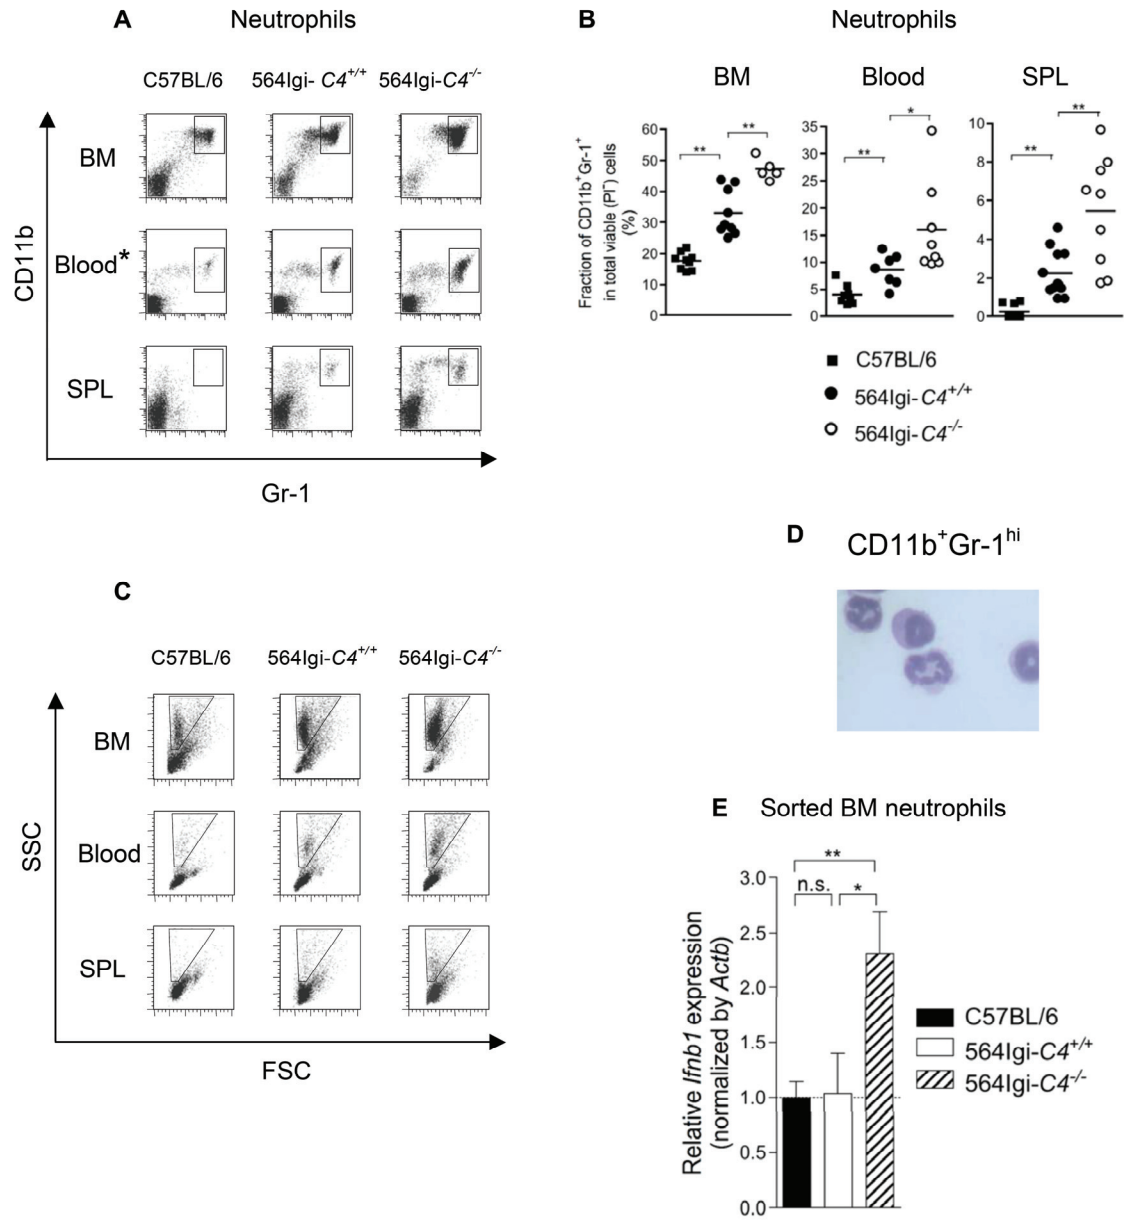 A Neutrophils
C57BL/6 564Igi- C4+/+ 564Igi-C4-/-
BM
Blood*
SPL
CD11b
Gr-1
B Neutrophils
BM Blood SPL
Fraction of CD11b+Gr-1+
in total viable (PI-) cells
(%)
** **
60
50
40
30
20
10
0
** *
35
30
25
20
15
10
5
0
** **
10
8
6
4
2
0
C57BL/6
564Igi-C4+/+
564Igi-C4-/-
C
C57BL/6 564Igi-C4+/+ 564Igi-C4-/-
BM
Blood
SPL
SSC
FSC
D CD11b+Gr-1hi
E Sorted BM neutrophils
Relative Ifnb1 expression
(normalized by Actb)
**
n.s. *
3.0
2.5
2.0
1.5
1.0
0.5
0.0
C57BL/6
564Igi-C4+/+
564Igi-C4-/-